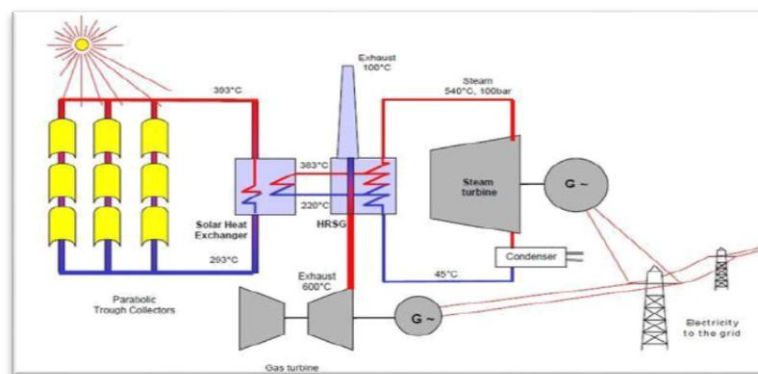 Exhaust
100°C
Steam
540°C, 100bar
393°C
383°C
220°C
Solar Heat
Exchanger
HRSG
Steam
turbine
G ~
293°C
Exhaust
600°C
45°C
Condenser
Parabolic
Trough Collectors
G ~
Gas turbine
Electricity
to the grid